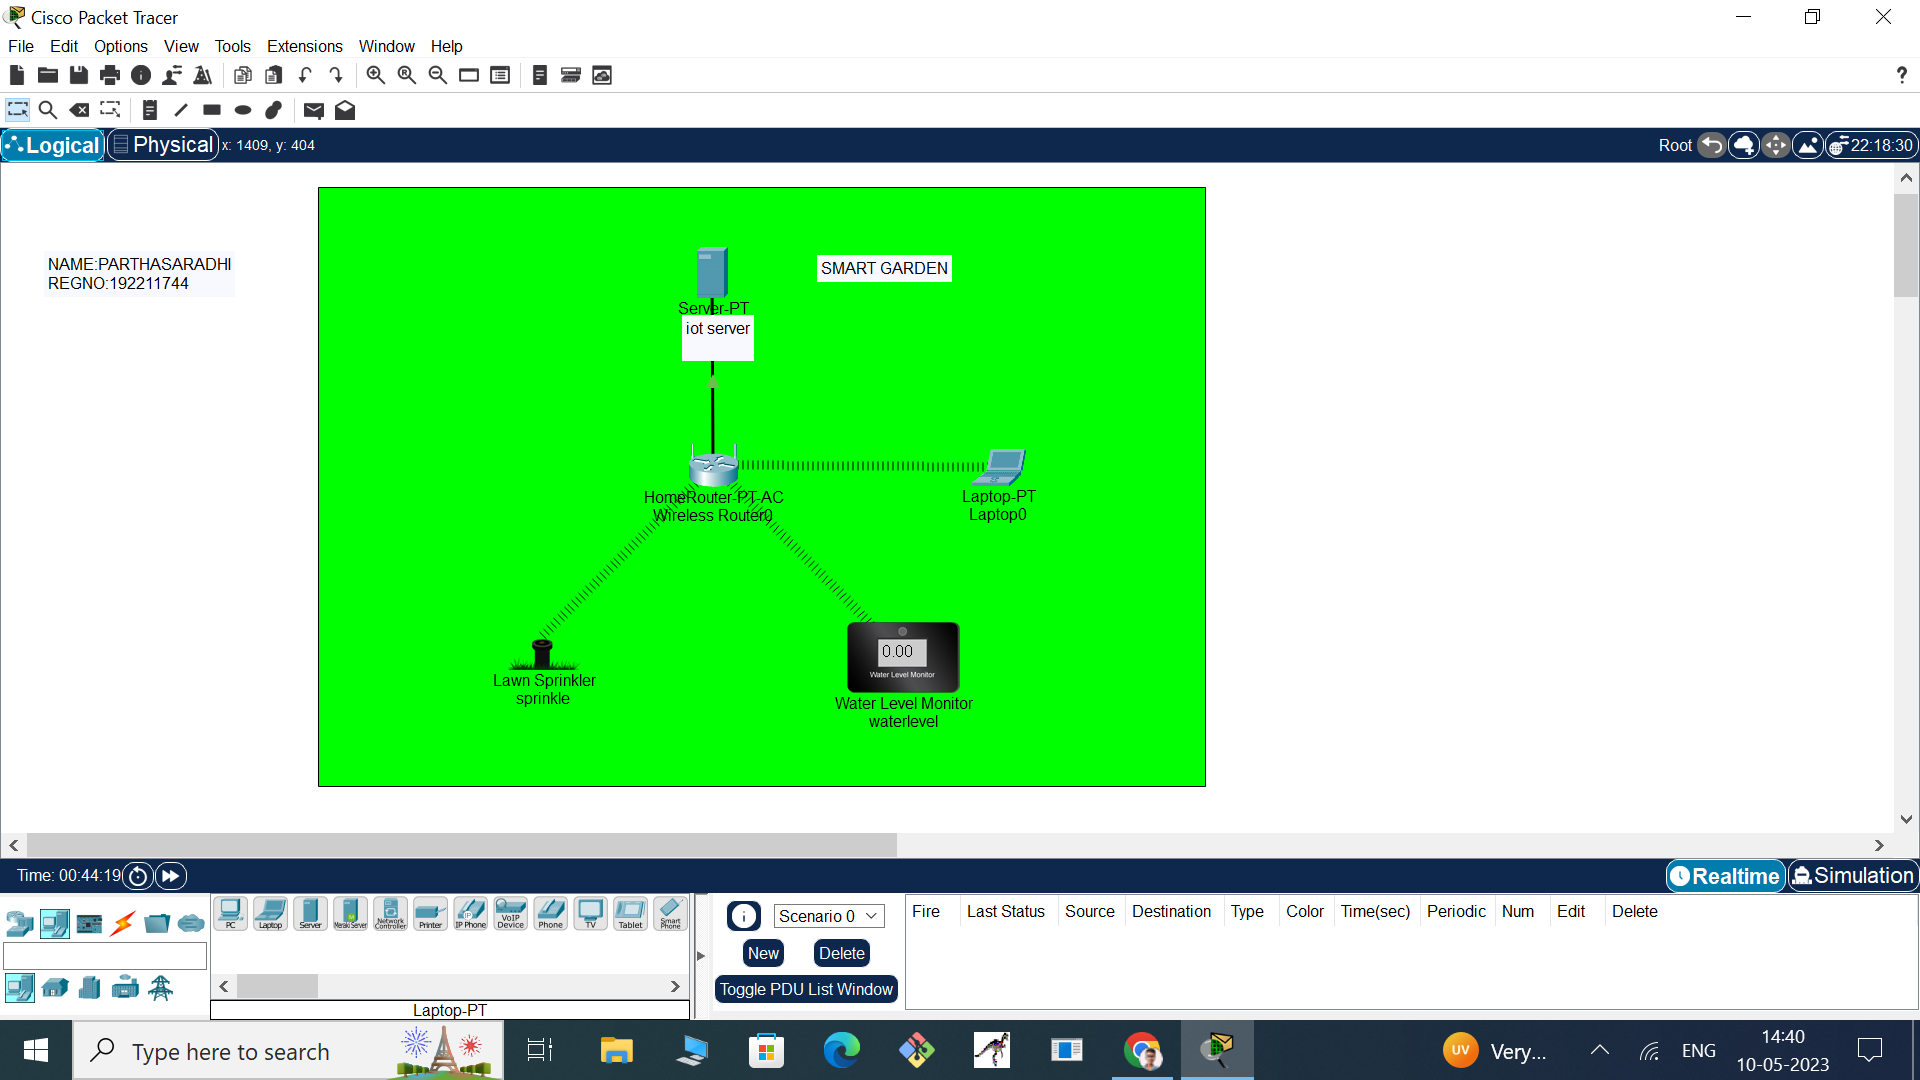 Cisco Packet Tracer
File Edit Options View Tools Extensions Window Help
?
Logical Physical x: 1409, y: 404 Root 22:18:30
NAME:PARTHASARADHI
REGNO:192211744
SMART GARDEN
Server-PT
iot server
HomeRouter-PT-AC
Wireless Router0
Laptop-PT
Laptop0
0.00
Water Level Monitor
Lawn Sprinkler
sprinkle
Water Level Monitor
waterlevel
Time: 00:44:19 Realtime Simulation
PC Laptop Server Meraki Server Network Controller Printer IP Phone VoIP Device Phone TV Tablet Smart Phone
Laptop-PT
Scenario 0
New Delete
Toggle PDU List Window
Fire Last Status Source Destination Type Color Time(sec) Periodic Num Edit Delete
Type here to search
UV Very... ENG
14:40
10-05-2023